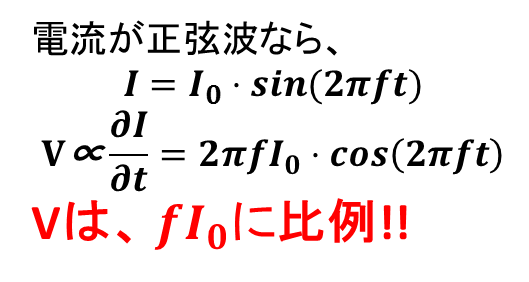 電流が正弦波なら、
I = I₀ · sin(2πft)
V ∝ ∂I/∂t = 2πfI₀ · cos(2πft)
Vは、fI₀に比例!!